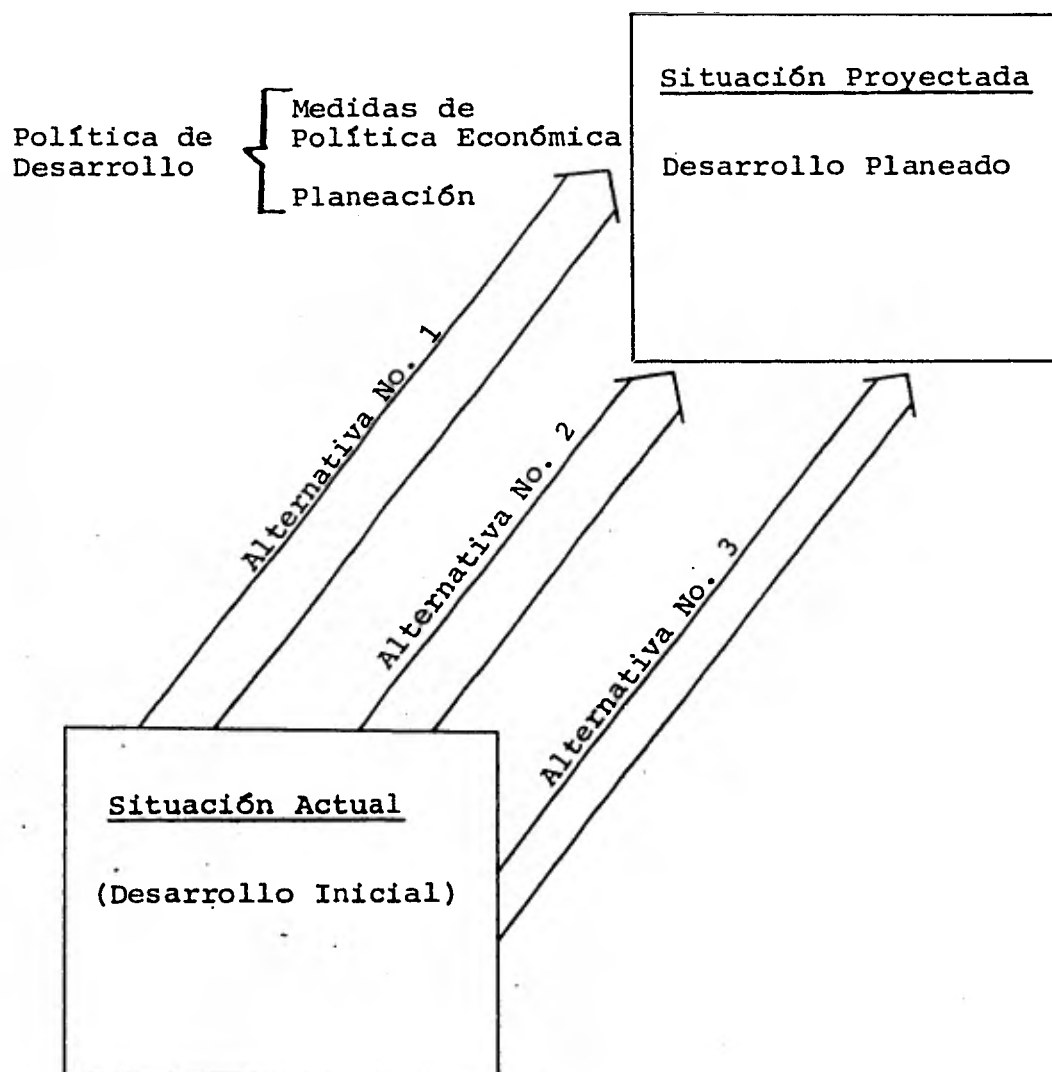 Situación Proyectada
Desarrollo Planeado
Política de
Desarrollo
Medidas de
Política Económica
Planeación
Alternativa No. 1
Alternativa No. 2
Alternativa No. 3
Situación Actual
(Desarrollo Inicial)